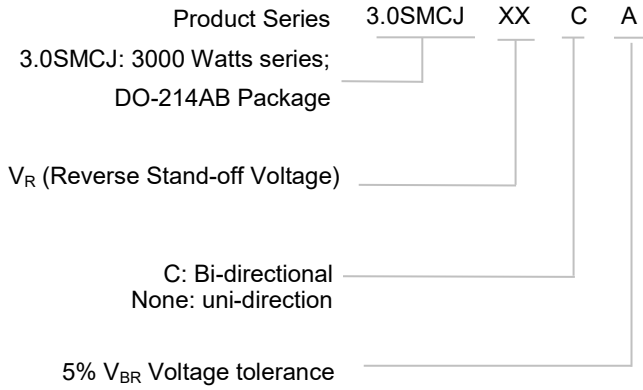 Product Series 3.0SMCJ XX C A
3.0SMCJ: 3000 Watts series;
DO-214AB Package
VR (Reverse Stand-off Voltage)
C: Bi-directional
None: uni-direction
5% VBR Voltage tolerance